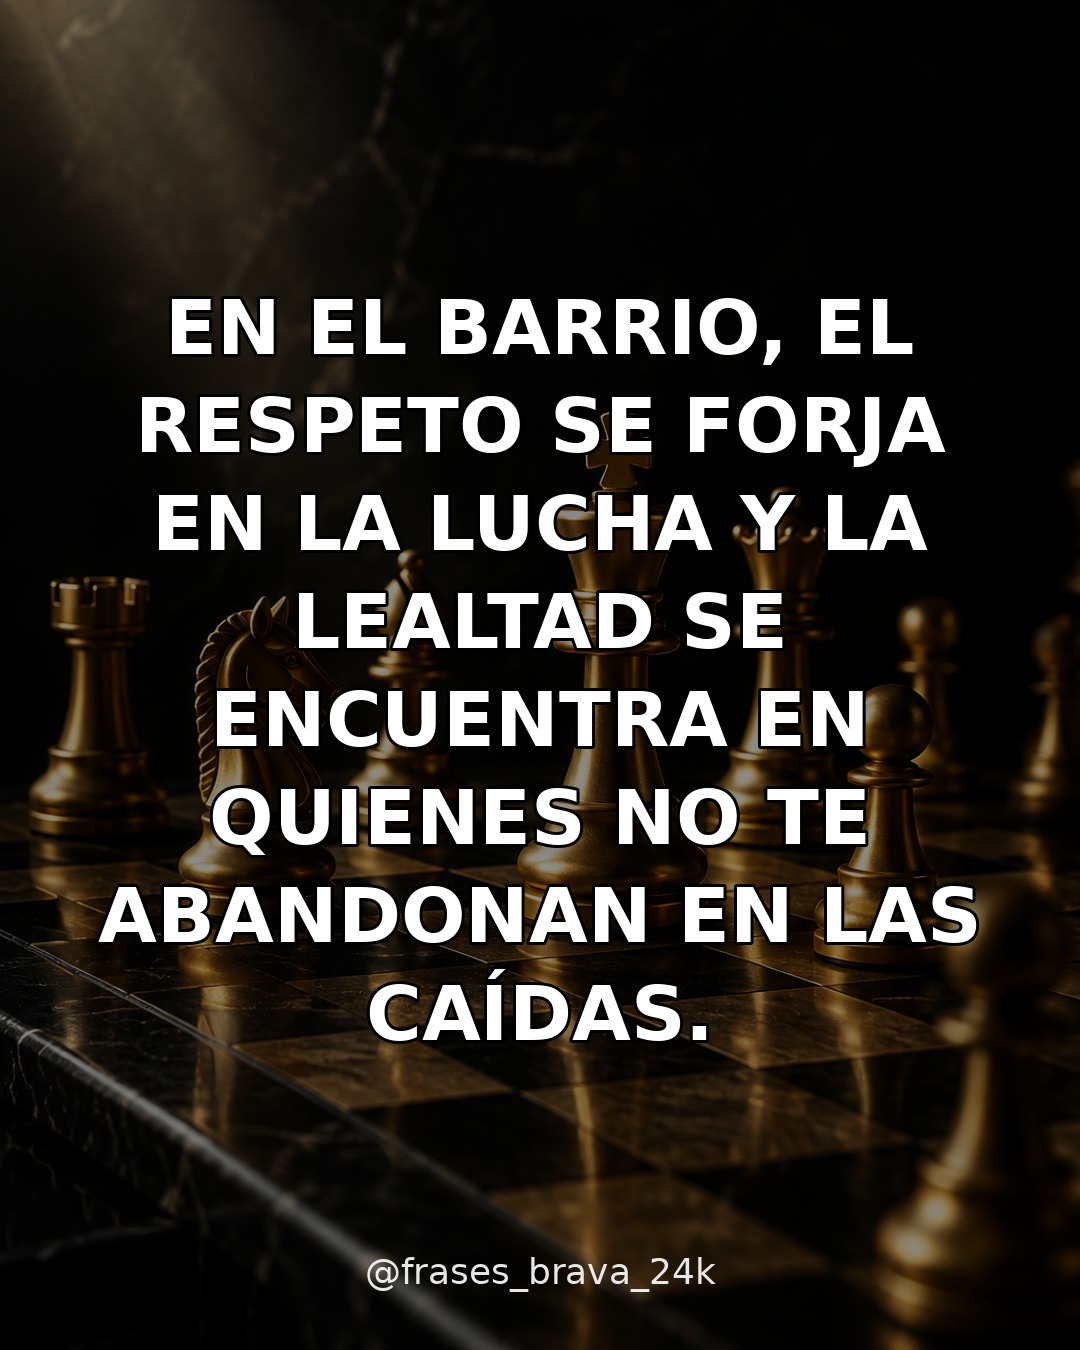 EN EL BARRIO, EL
RESPETO SE FORJA
EN LA LUCHA Y LA
LEALTAD SE
ENCUENTRA EN
QUIENES NO TE
ABANDONAN EN LAS
CAÍDAS.
@frases_brava_24k